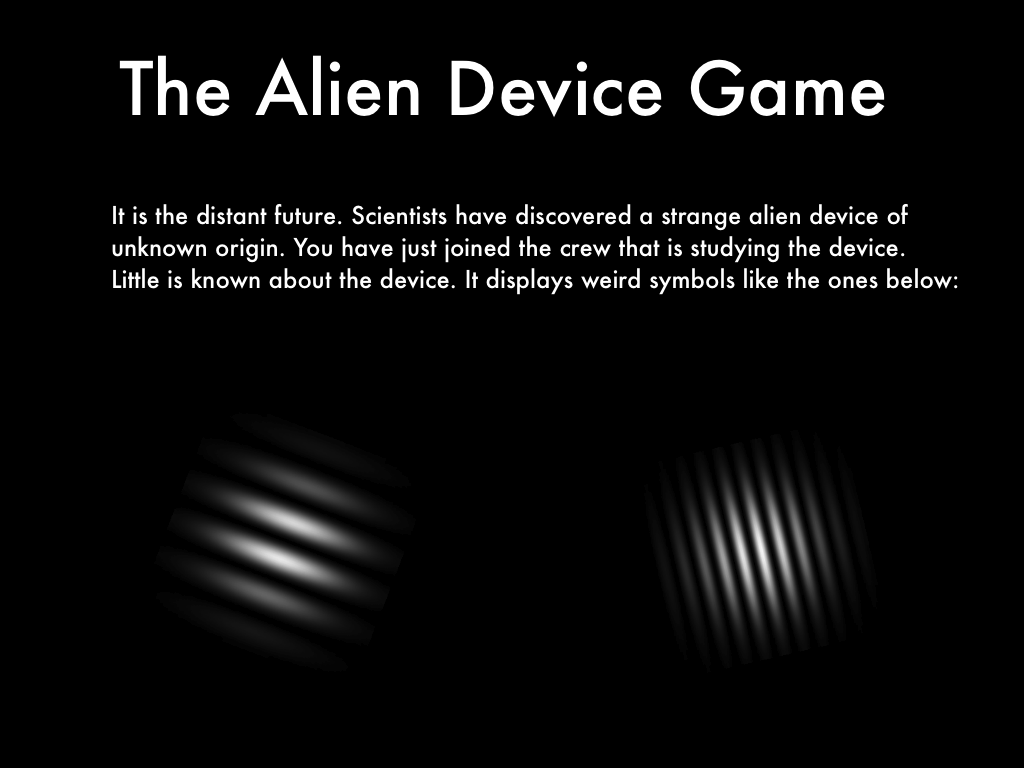 The Alien Device Game
It is the distant future. Scientists have discovered a strange alien device of
unknown origin. You have just joined the crew that is studying the device.
Little is known about the device. It displays weird symbols like the ones below: